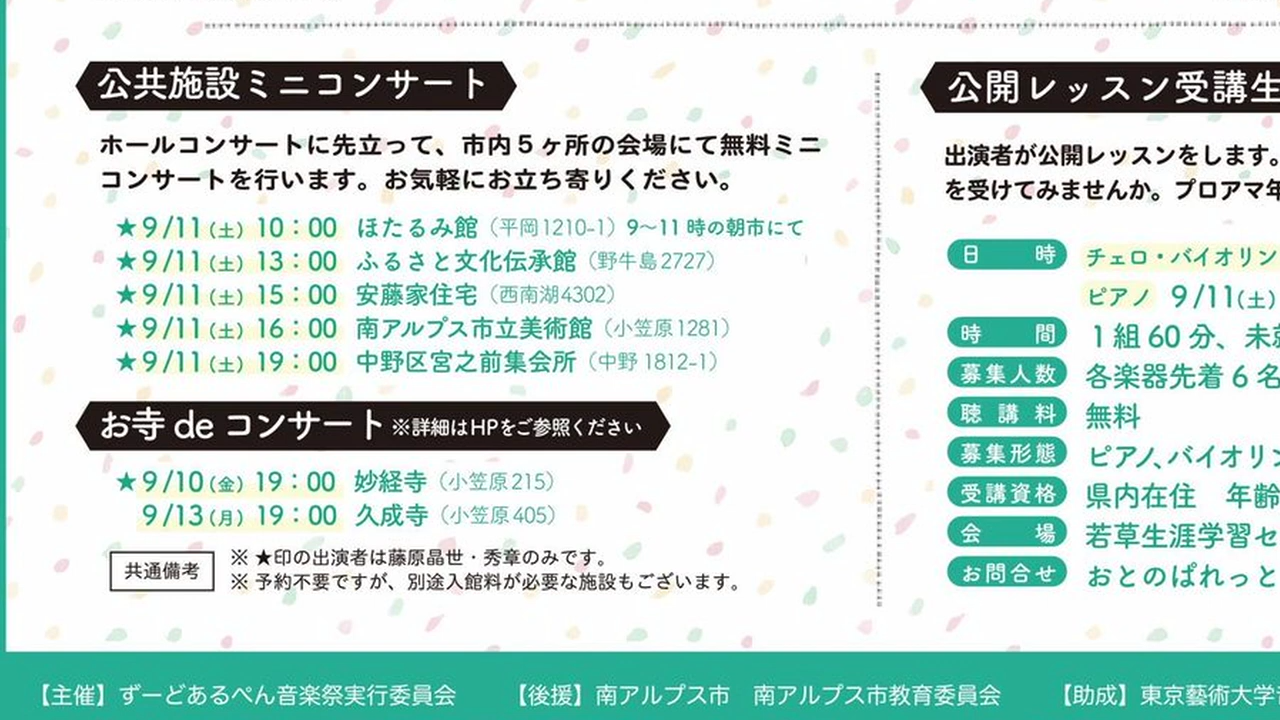 公共施設ミニコンサート
ホールコンサートに先立って、市内5ヶ所の会場にて無料ミニ
コンサートを行います。お気軽にお立ち寄りください。
★9/11(土) 10：00 ほたるみ館（平岡1210-1）9〜11時の朝市にて
★9/11(土) 13：00 ふるさと文化伝承館（野牛島2727）
★9/11(土) 15：00 安藤家住宅（西南湖4302）
★9/11(土) 16：00 南アルプス市立美術館（小笠原1281）
★9/11(土) 19：00 中野区宮之前集会所（中野1812-1）
お寺 de コンサート ※詳細はHPをご参照ください
★9/10(金) 19：00 妙経寺（小笠原215）
9/13(月) 19：00 久成寺（小笠原405）
共通備考
※ ★印の出演者は藤原晶世・秀章のみです。
※ 予約不要ですが、別途入館料が必要な施設もございます。
公開レッスン受講生
出演者が公開レッスンをします。
を受けてみませんか。プロアマ年
日時 チェロ・バイオリン
ピアノ 9/11(土)
時間 1組60分、未就
募集人数 各楽器先着6名
聴講料 無料
募集形態 ピアノ、バイオリン
受講資格 県内在住 年齢
会場 若草生涯学習セ
お問合せ おとのぱれっと
【主催】ずーどあるぺん音楽祭実行委員会 【後援】南アルプス市 南アルプス市教育委員会 【助成】東京藝術大学